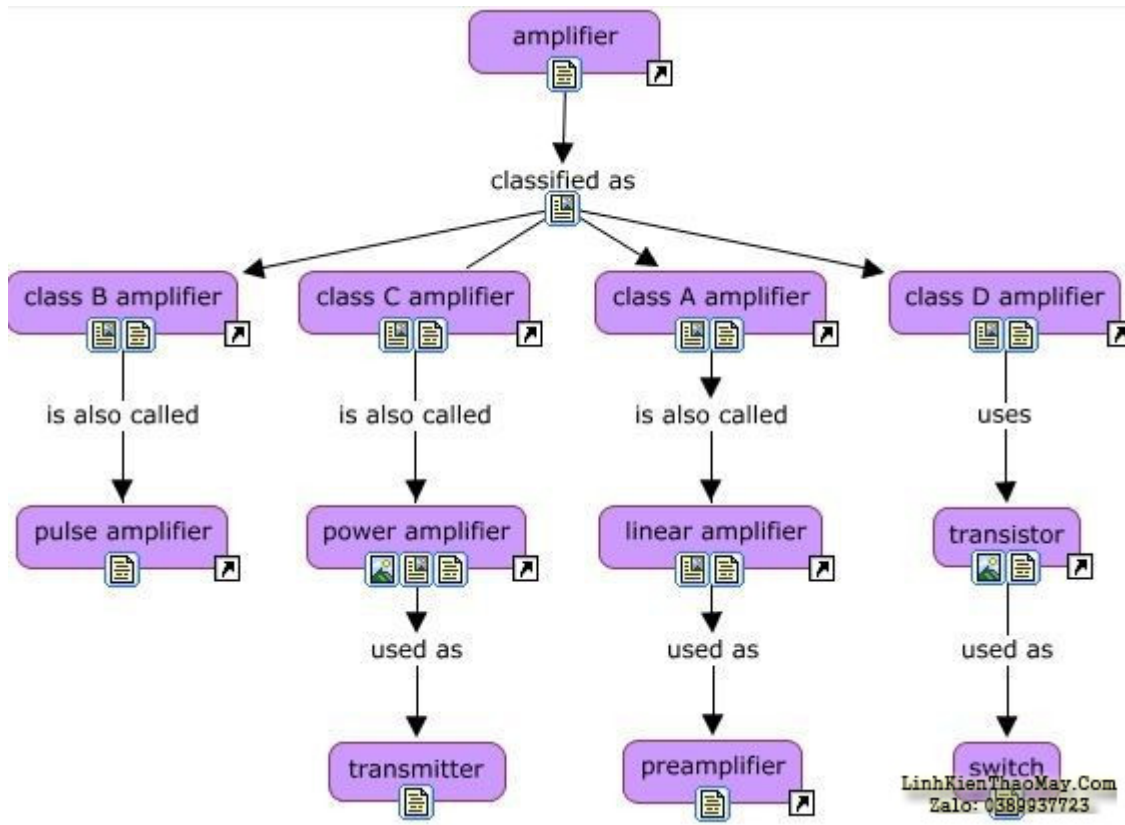 amplifier
classified as
class B amplifier
class C amplifier
class A amplifier
class D amplifier
is also called
is also called
is also called
uses
pulse amplifier
power amplifier
linear amplifier
transistor
used as
used as
used as
transmitter
preamplifier
switch
LinhKienThaoMay.Com
Zalo: 0389937723